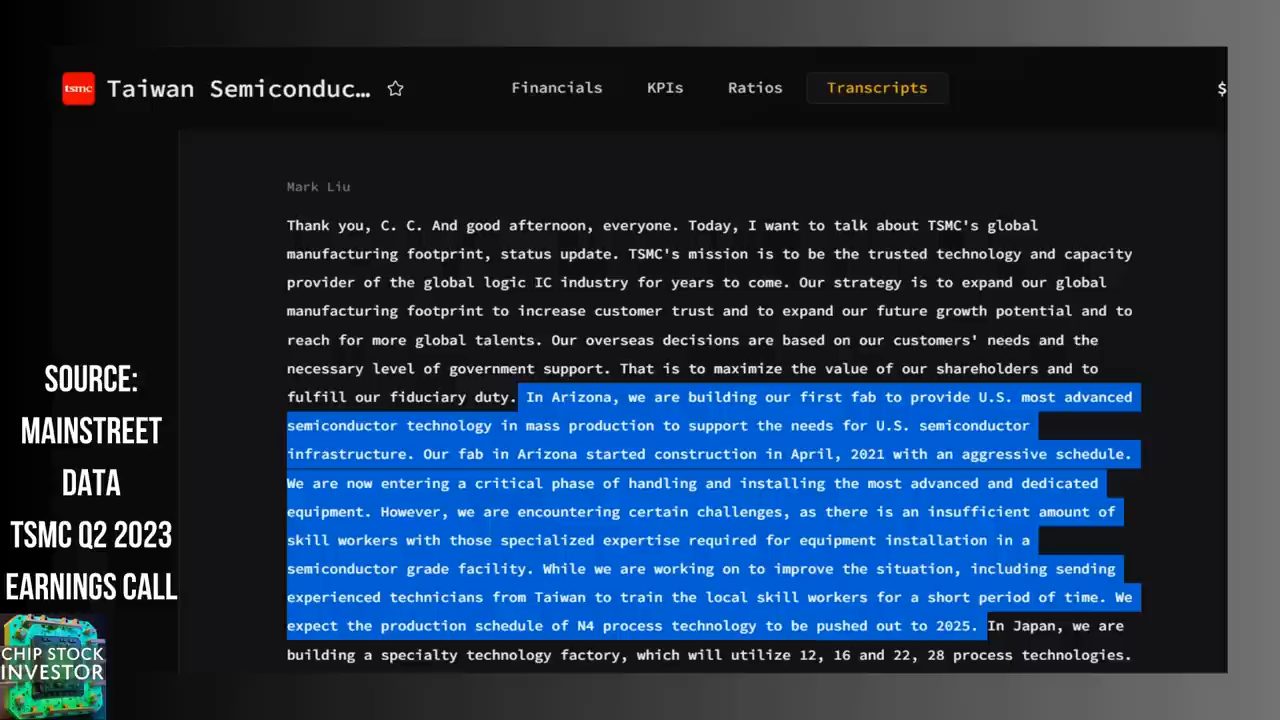 tsmc
Taiwan Semiconduc…
Financials
KPIs
Ratios
Transcripts
$
Mark Liu
Thank you, C. C. And good afternoon, everyone. Today, I want to talk about TSMC's global
manufacturing footprint, status update. TSMC's mission is to be the trusted technology and capacity
provider of the global logic IC industry for years to come. Our strategy is to expand our global
manufacturing footprint to increase customer trust and to expand our future growth potential and to
reach for more global talents. Our overseas decisions are based on our customers' needs and the
necessary level of government support. That is to maximize the value of our shareholders and to
fulfill our fiduciary duty. In Arizona, we are building our first fab to provide U.S. most advanced
semiconductor technology in mass production to support the needs for U.S. semiconductor
infrastructure. Our fab in Arizona started construction in April, 2021 with an aggressive schedule.
We are now entering a critical phase of handling and installing the most advanced and dedicated
equipment. However, we are encountering certain challenges, as there is an insufficient amount of
skill workers with those specialized expertise required for equipment installation in a
semiconductor grade facility. While we are working on to improve the situation, including sending
experienced technicians from Taiwan to train the local skill workers for a short period of time. We
expect the production schedule of N4 process technology to be pushed out to 2025. In Japan, we are
building a specialty technology factory, which will utilize 12, 16 and 22, 28 process technologies.
SOURCE:
MAINSTREET
DATA
TSMC Q2 2023
EARNINGS CALL
CHIP STOCK
INVESTOR